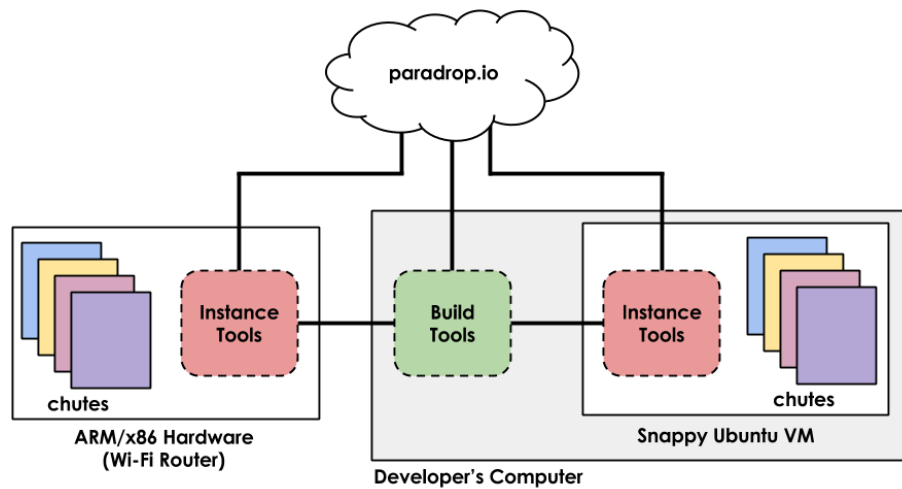 paradrop.io
Instance
Tools
Build
Tools
Instance
Tools
chutes
chutes
ARM/x86 Hardware
(Wi-Fi Router)
Snappy Ubuntu VM
Developer's Computer